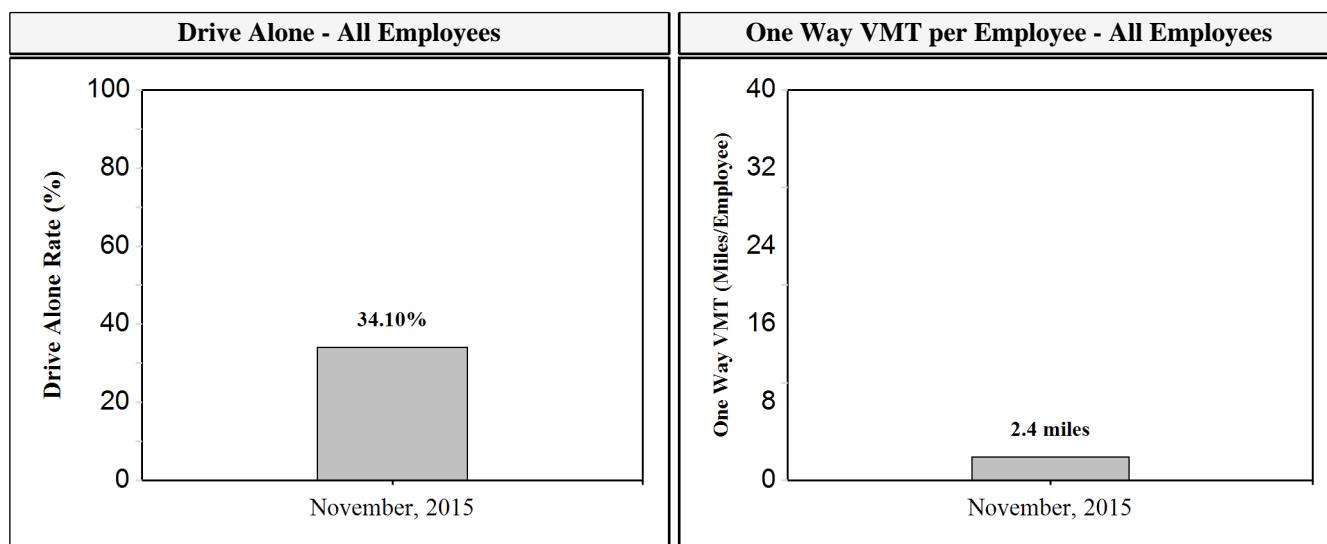 Drive Alone - All Employees
One Way VMT per Employee - All Employees
Drive Alone Rate (%)
100
80
60
40
20
0
34.10%
November, 2015
One Way VMT (Miles/Employee)
40
32
24
16
8
0
2.4 miles
November, 2015